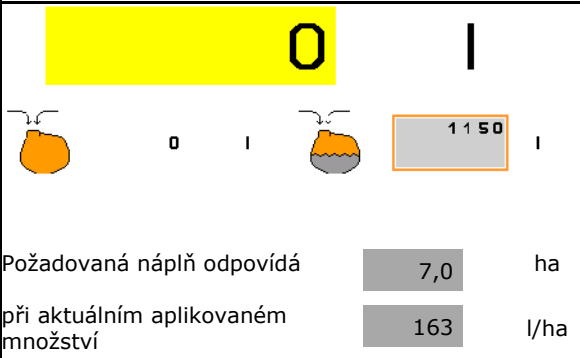 0 l
0 l 1150 l
Požadovaná náplň odpovídá 7,0 ha
při aktuálním aplikovaném
množství 163 l/ha